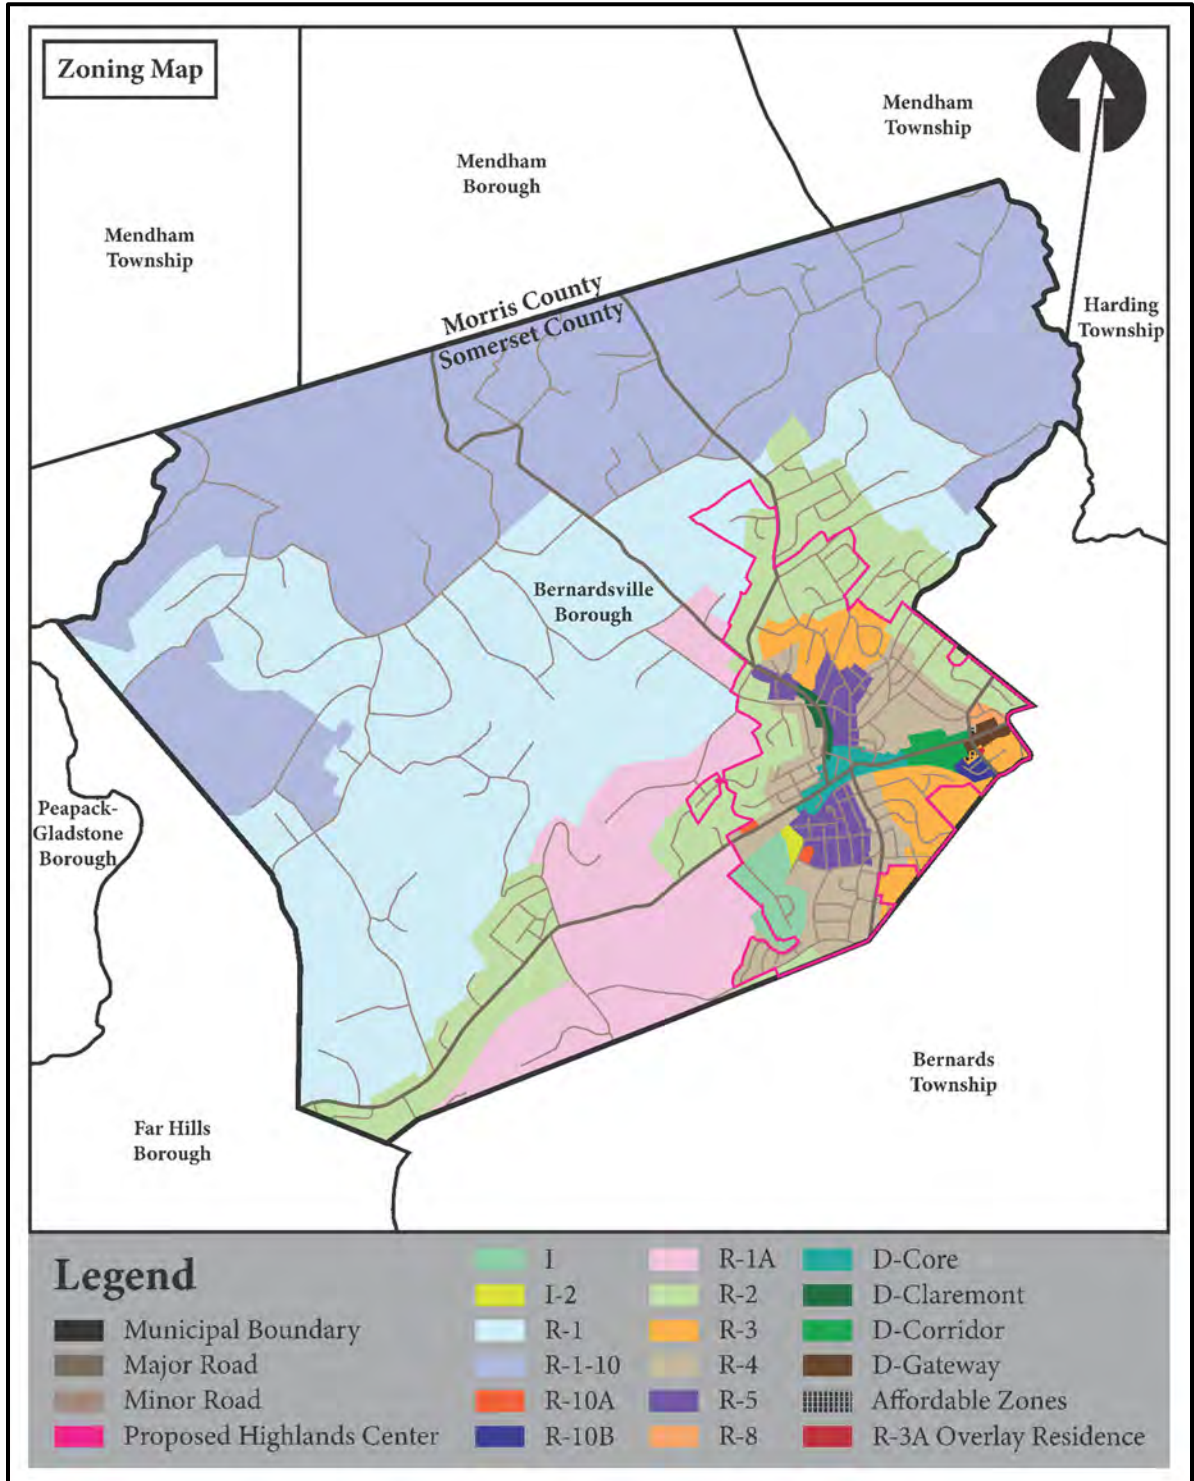 Zoning Map
Mendham
Township
Mendham
Borough
Mendham
Township
Morris County
Somerset County
Harding
Township
Bernardsville
Borough
Peapack-
Gladstone
Borough
Bernards
Township
Far Hills
Borough
Legend
Municipal Boundary
Major Road
Minor Road
Proposed Highlands Center
I
I-2
R-1
R-1-10
R-10A
R-10B
R-1A
R-2
R-3
R-4
R-5
R-8
D-Core
D-Claremont
D-Corridor
D-Gateway
Affordable Zones
R-3A Overlay Residence